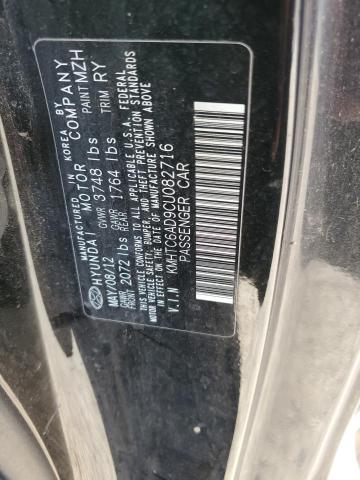 MANUFACTURED IN KOREA BY
HYUNDAI MOTOR COMPANY
MAY/08/12 GVWR 3748 lbs PAINT MZH
GAWR FRONT 2072 lbs GAWR REAR 1764 lbs TRIM RY
THIS VEHICLE CONFORMS TO ALL APPLICABLE U.S.A. FEDERAL
MOTOR VEHICLE SAFETY, BUMPER, AND THEFT PREVENTION
STANDARDS IN EFFECT ON THE DATE OF MANUFACTURE SHOWN ABOVE
V.I.N KMHTC6AD9CU082716
PASSENGER CAR